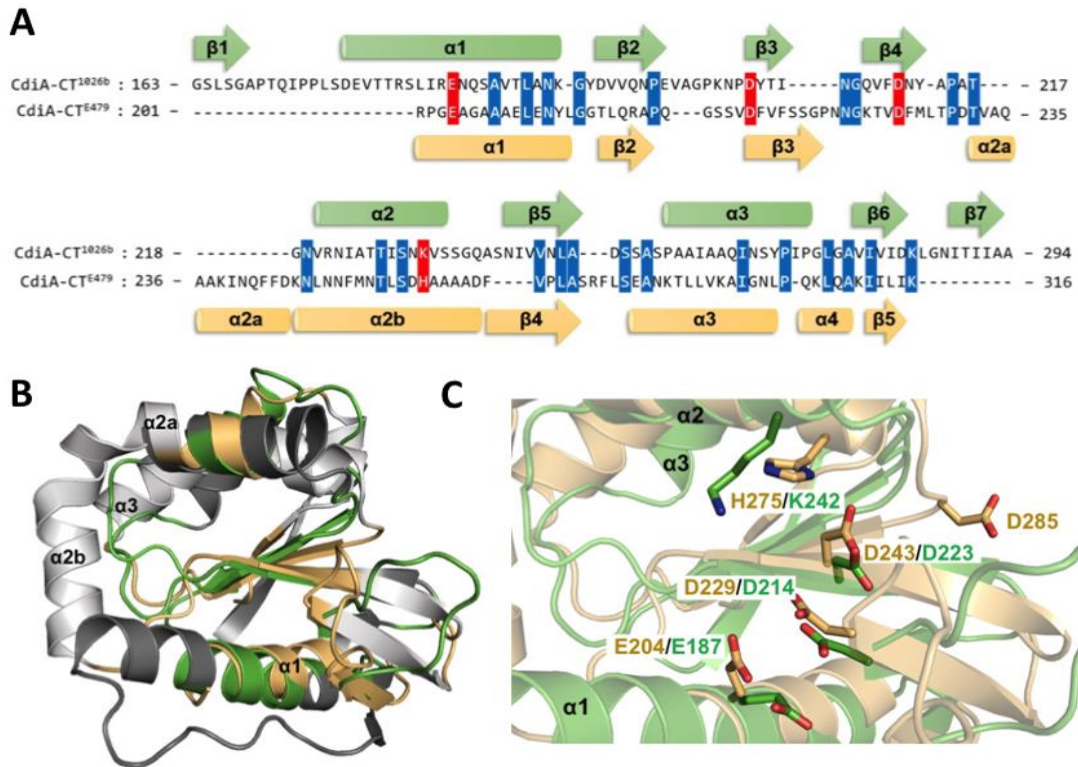 A
β1 α1 β2 β3 β4
CdiA-CT1026b : 163 - GSLSGAPTQIPPLSDEVTTRSLIRENQSAVTLANK-GYDVVQNPEVAGPKNPDYTI-----NGQVFDNY-APAT--- - 217
CdiA-CTE479 : 201 - ---------------------RPGEAGAAAELENYLGGTLQRAPQ---GSSVDFVFSSGPNNGKTVDFMLTPDTVAQ - 235
α1 β2 β3 α2a
α2 β5 α3 β6 β7
CdiA-CT1026b : 218 - ---------GNVRNIATTISNKVSSGQASNIVVNLA---DSSASPAAIAAQINSYPIPGLGAVIVIDKLGNITIIAA - 294
CdiA-CTE479 : 236 - AAKINQFFDKNLNNFMNTLSDHAAAADF----VPLASRFLSEANKTLLVKAIGNLP-QKLQAKIILIK--------- - 316
α2a α2b β4 α3 α4 β5
B
α2a
α3
α2b
α1
C
α2
α3
H275/K242
D285
D243/D223
D229/D214
E204/E187
α1